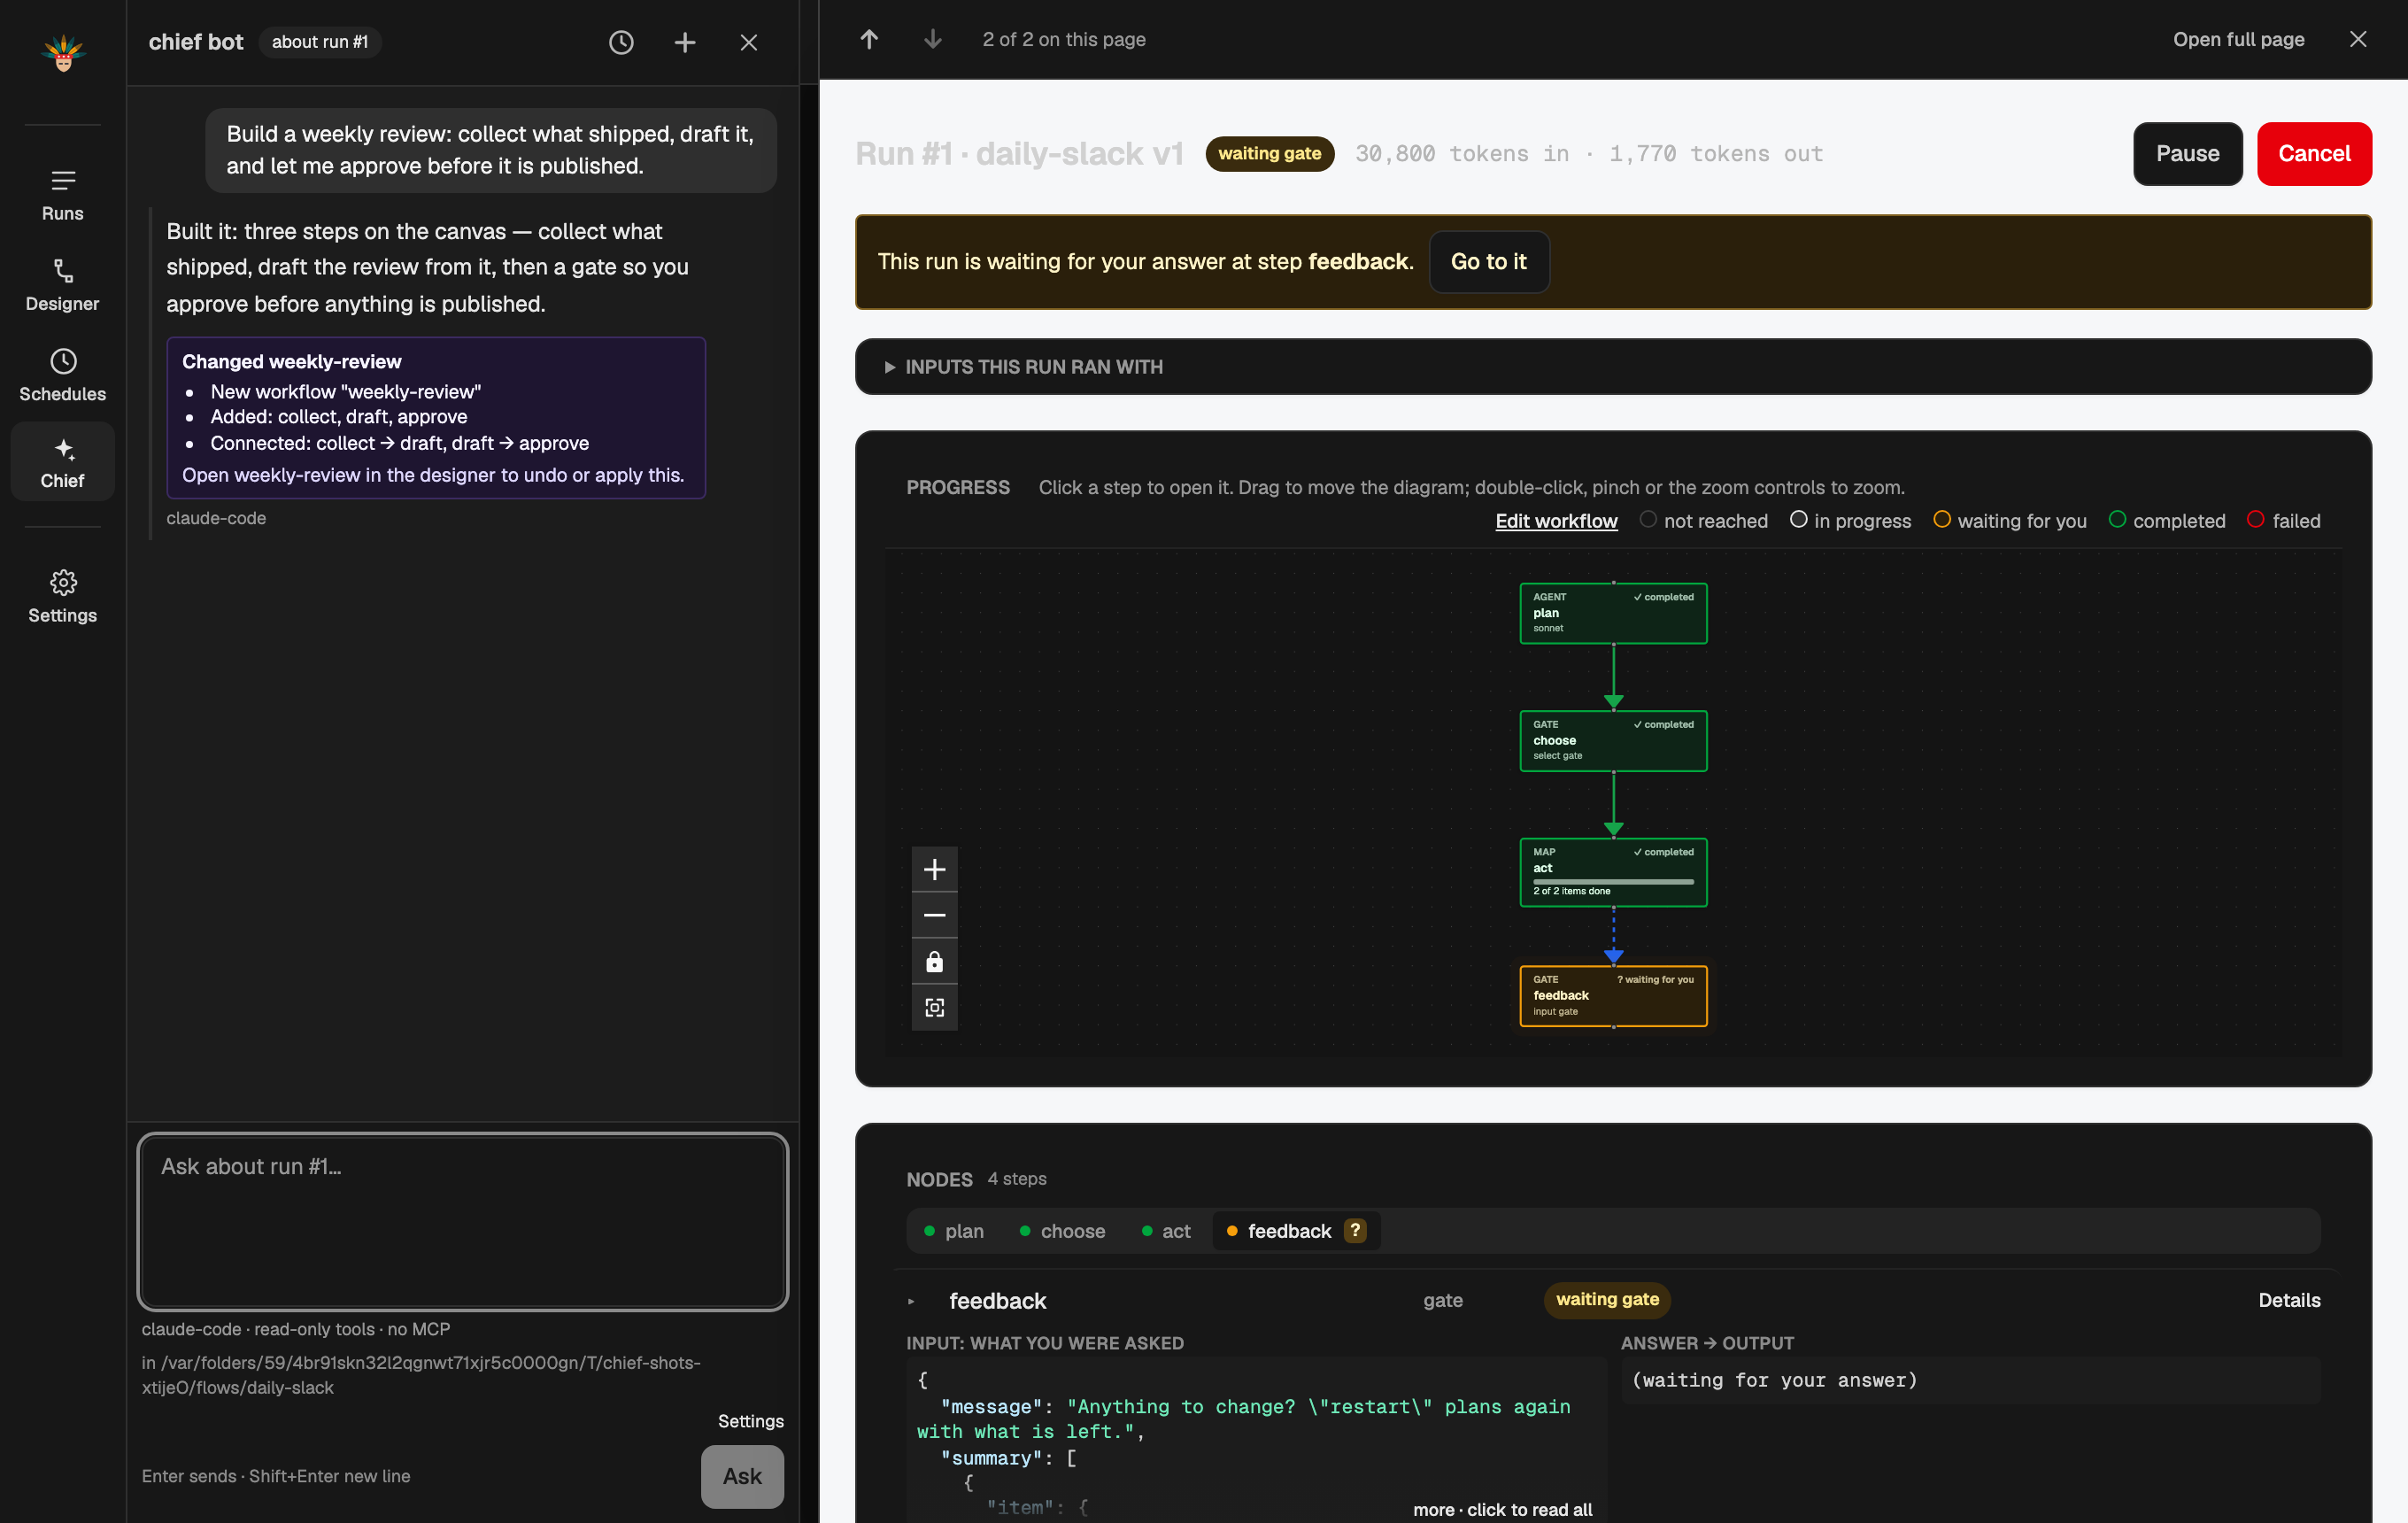 Runs
Designer
Schedules
Chief
Settings
chief bot
about run #1
Build a weekly review: collect what shipped, draft it,
and let me approve before it is published.
Built it: three steps on the canvas — collect what
shipped, draft the review from it, then a gate so you
approve before anything is published.
Changed weekly-review
• New workflow "weekly-review"
• Added: collect, draft, approve
• Connected: collect → draft, draft → approve
Open weekly-review in the designer to undo or apply this.
claude-code
Ask about run #1...
claude-code · read-only tools · no MCP
in /var/folders/59/4br91skn32l2qgnwt71xjr5c0000gn/T/chief-shots-
xtijeO/flows/daily-slack
Settings
Enter sends · Shift+Enter new line
Ask
2 of 2 on this page
Open full page
Run #1 · daily-slack v1
waiting gate
30,800 tokens in · 1,770 tokens out
Pause
Cancel
This run is waiting for your answer at step feedback.
Go to it
INPUTS THIS RUN RAN WITH
PROGRESS
Click a step to open it. Drag to move the diagram; double-click, pinch or the zoom controls to zoom.
Edit workflow
not reached
in progress
waiting for you
completed
failed
AGENT
✓ completed
plan
sonnet
GATE
✓ completed
choose
select gate
MAP
✓ completed
act
2 of 2 items done
GATE
? waiting for you
feedback
input gate
NODES
4 steps
plan
choose
act
feedback
?
feedback
gate
waiting gate
Details
INPUT: WHAT YOU WERE ASKED
{
"message": "Anything to change? \"restart\" plans again
with what is left.",
"summary": [
{
"item": {
more · click to read all
ANSWER → OUTPUT
(waiting for your answer)